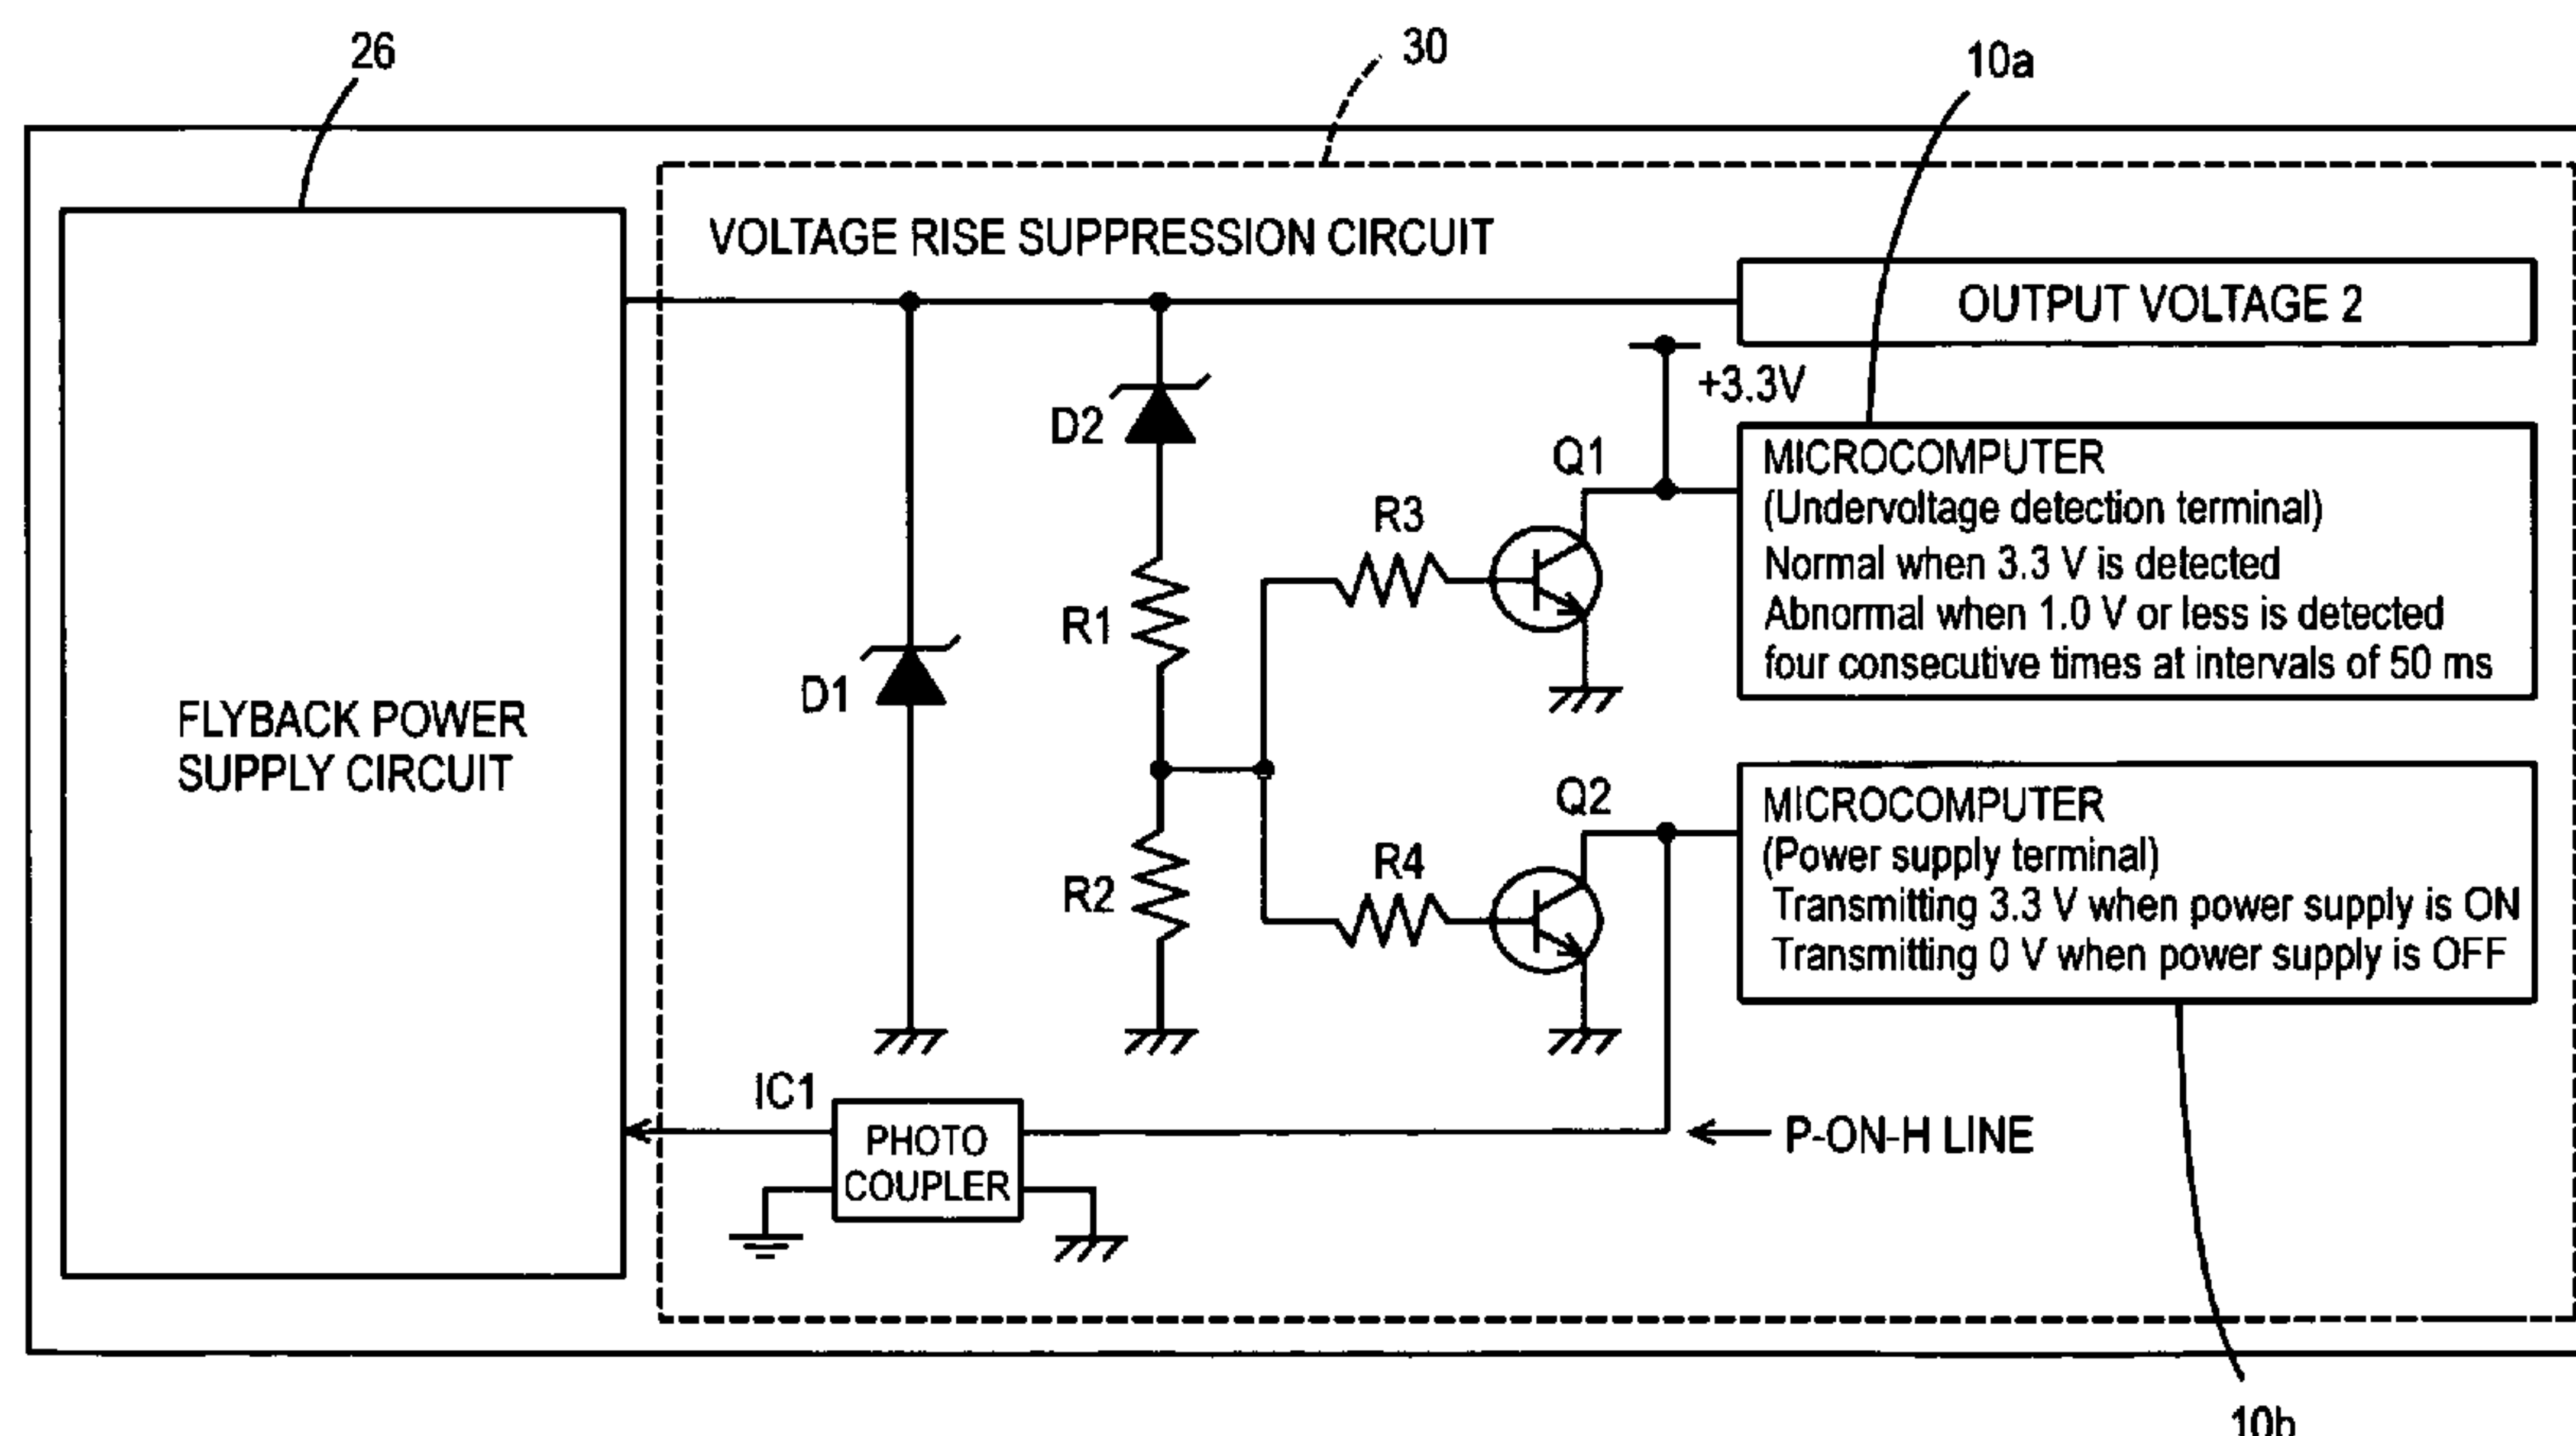 26
30
10a
VOLTAGE RISE SUPPRESSION CIRCUIT
OUTPUT VOLTAGE 2
+3.3V
D2
Q1
MICROCOMPUTER
(Undervoltage detection terminal)
Normal when 3.3 V is detected
Abnormal when 1.0 V or less is detected
four consecutive times at intervals of 50 ms
R3
R1
D1
FLYBACK POWER
SUPPLY CIRCUIT
Q2
MICROCOMPUTER
(Power supply terminal)
Transmitting 3.3 V when power supply is ON
Transmitting 0 V when power supply is OFF
R4
R2
IC1
PHOTO
COUPLER
P-ON-H LINE
10b